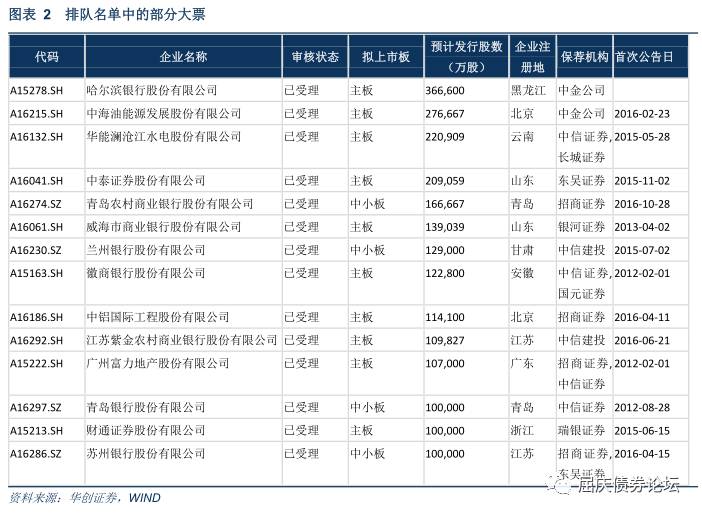 图表 2 排队名单中的部分大票
代码 企业名称 审核状态 拟上市板 预计发行股数（万股） 企业注册地 保荐机构 首次公告日
A15278.SH 哈尔滨银行股份有限公司 已受理 主板 366,600 黑龙江 中金公司
A16215.SH 中海油能源发展股份有限公司 已受理 主板 276,667 北京 中金公司 2016-02-23
A16132.SH 华能澜沧江水电股份有限公司 已受理 主板 220,909 云南 中信证券, 2015-05-28
长城证券
A16041.SH 中泰证券股份有限公司 已受理 主板 209,059 山东 东吴证券 2015-11-02
A16274.SZ 青岛农村商业银行股份有限公司 已受理 中小板 166,667 青岛 招商证券 2016-10-28
A16061.SH 威海市商业银行股份有限公司 已受理 主板 139,039 山东 银河证券 2013-04-02
A16230.SZ 兰州银行股份有限公司 已受理 中小板 129,000 甘肃 中信建投 2015-07-02
A15163.SH 徽商银行股份有限公司 已受理 主板 122,800 安徽 中信证券, 2012-02-01
国元证券
A16186.SH 中铝国际工程股份有限公司 已受理 主板 114,100 北京 招商证券 2016-04-11
A16292.SH 江苏紫金农村商业银行股份有限公司 已受理 主板 109,827 江苏 中信建投 2016-06-21
A15222.SH 广州富力地产股份有限公司 已受理 主板 107,000 广东 招商证券, 2012-02-01
中信证券
A16297.SZ 青岛银行股份有限公司 已受理 中小板 100,000 青岛 中信证券 2012-08-28
A15213.SH 财通证券股份有限公司 已受理 主板 100,000 浙江 瑞银证券 2015-06-15
A16286.SZ 苏州银行股份有限公司 已受理 中小板 100,000 江苏 招商证券, 2016-04-15
东吴证券
屈庆债券论坛
资料来源：华创证券，WIND